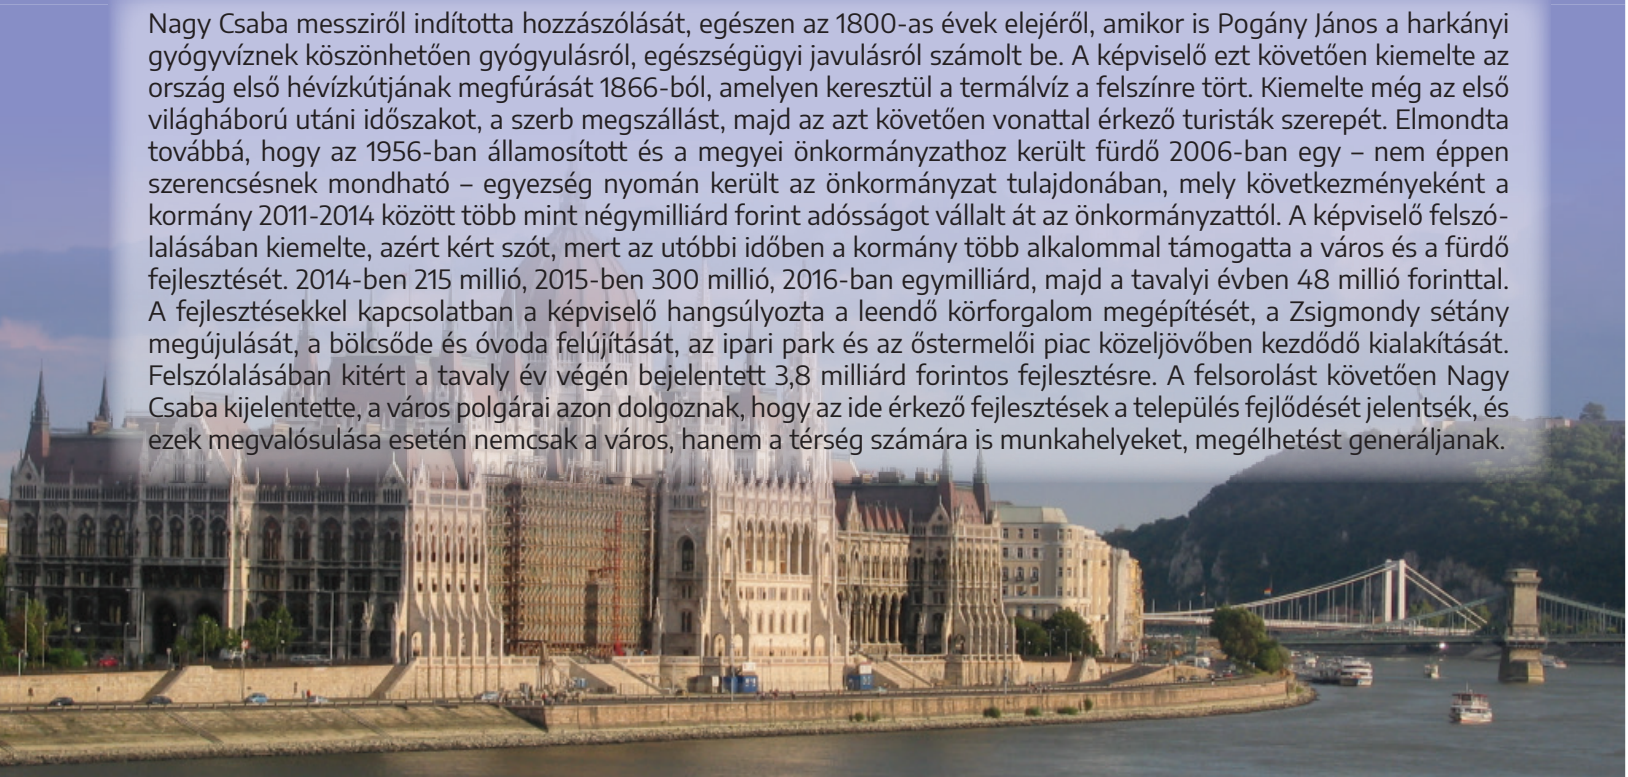 Nagy Csaba messziről indította hozzászólását, egészen az 1800-as évek elejéről, amikor is Pogány János a harkányi
gyógyvíznek köszönhetően gyógyulásról, egészségügyi javulásról számolt be. A képviselő ezt követően kiemelte az
ország első hévízkútjának megfúrását 1866-ból, amelyen keresztül a termálvíz a felszínre tört. Kiemelte még az első
világháború utáni időszakot, a szerb megszállást, majd az azt követően vonattal érkező turisták szerepét. Elmondta
továbbá, hogy az 1956-ban államosított és a megyei önkormányzathoz került fürdő 2006-ban egy – nem éppen
szerencsésnek mondható – egyezség nyomán került az önkormányzat tulajdonában, mely következményeként a
kormány 2011-2014 között több mint négymilliárd forint adósságot vállalt át az önkormányzattól. A képviselő felszó-
lalásában kiemelte, azért kért szót, mert az utóbbi időben a kormány több alkalommal támogatta a város és a fürdő
fejlesztését. 2014-ben 215 millió, 2015-ben 300 millió, 2016-ban egymilliárd, majd a tavalyi évben 48 millió forinttal.
A fejlesztésekkel kapcsolatban a képviselő hangsúlyozta a leendő körforgalom megépítését, a Zsigmondy sétány
megújulását, a bölcsőde és óvoda felújítását, az ipari park és az őstermelői piac közeljövőben kezdődő kialakítását.
Felszólalásában kitért a tavaly év végén bejelentett 3,8 milliárd forintos fejlesztésre. A felsorolást követően Nagy
Csaba kijelentette, a város polgárai azon dolgoznak, hogy az ide érkező fejlesztések a település fejlődését jelentsék, és
ezek megvalósulása esetén nemcsak a város, hanem a térség számára is munkahelyeket, megélhetést generáljanak.